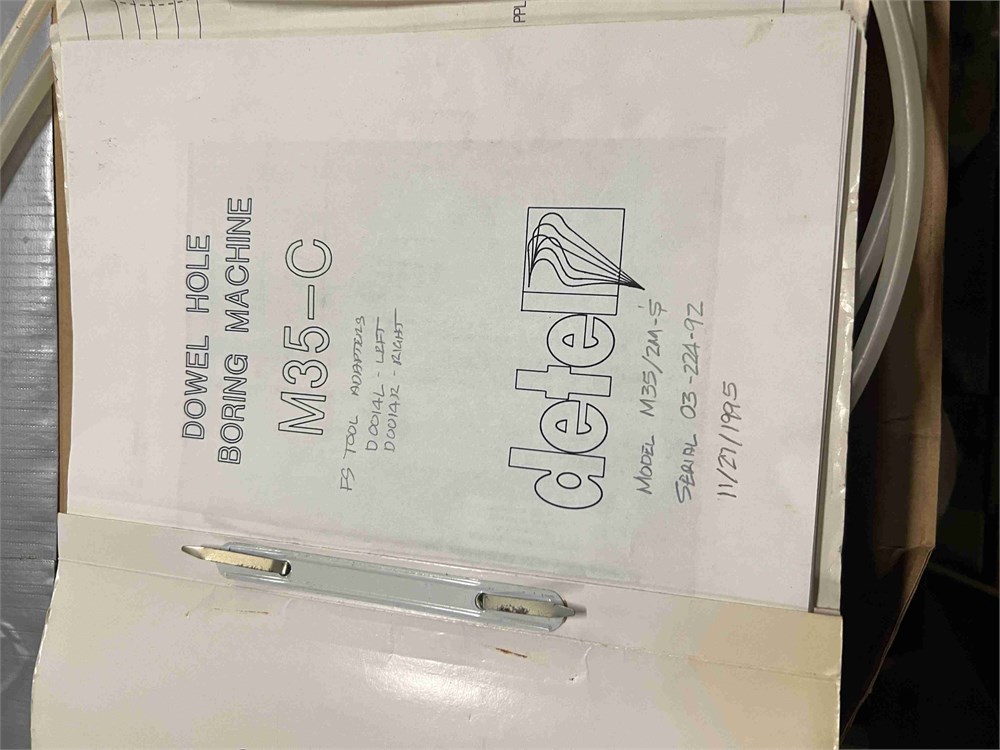 DOWEL HOLE
BORING MACHINE
M35-C
FS TOOL ADAPTERS
D0014L - LEFT
D0014R - RIGHT
detel
MODEL M35/2M-S
SERIAL 03-224-92
11/27/1995
PPL